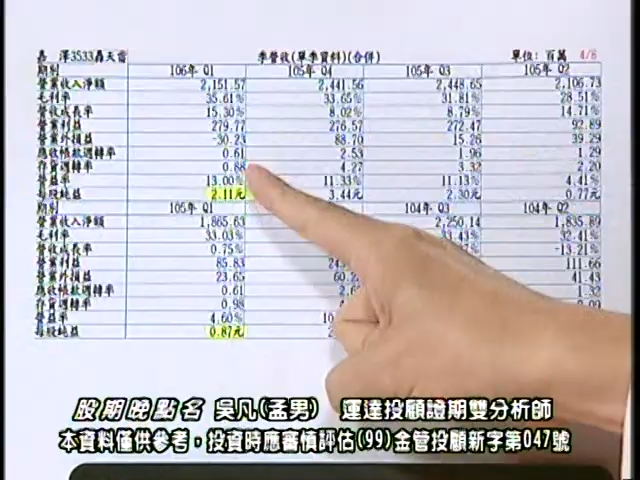 嘉 澤3533轟天雷 季營收(單季資料)(合併) 單位: 百萬 4/6
期別 106年 Q1 105年 Q4 105年 Q3 105年 Q2
營業收入淨額 2,151.57 2,441.56 2,448.65 2,106.73
毛利率 35.61% 33.65% 31.81% 28.51%
營收成長率 15.30% 8.02% 8.79% 14.71%
營業利益 279.77 276.57 272.47 92.89
營業外損益 -30.23 88.70 15.26 39.29
應收帳款週轉率 0.61 2.53 1.96 1.29
存貨週轉率 0.88 4.27 3.32 2.20
淨益率 13.00% 11.33% 11.13% 4.41%
每股純益 2.11元 3.44元 2.30元 0.77元
期別 105年 Q1 104年 Q3 104年 Q2
營業收入淨額 1,865.63 2,250.14 1,835.89
毛利率 33.03% 33.43% 32.41%
營收成長率 0.75% -13.21%
營業利益 85.83 111.66
營業外損益 23.65 41.43
應收帳款週轉率 0.61 1.32
存貨週轉率 0.98
淨益率 4.60%
每股純益 0.87元
股期晚點名 吳凡(孟男) 運達投顧證期雙分析師
本資料僅供參考,投資時應審慎評估(99)金管投顧新字第047號